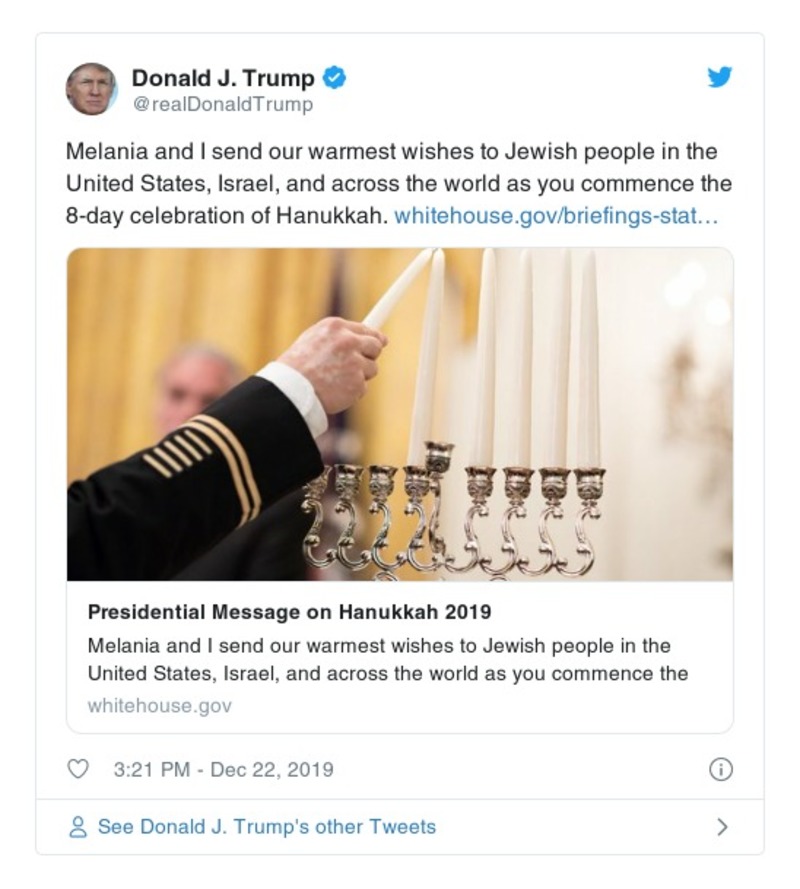 Donald J. Trump
@realDonaldTrump
Melania and I send our warmest wishes to Jewish people in the
United States, Israel, and across the world as you commence the
8-day celebration of Hanukkah. whitehouse.gov/briefings-stat…
Presidential Message on Hanukkah 2019
Melania and I send our warmest wishes to Jewish people in the
United States, Israel, and across the world as you commence the
whitehouse.gov
3:21 PM - Dec 22, 2019
See Donald J. Trump's other Tweets